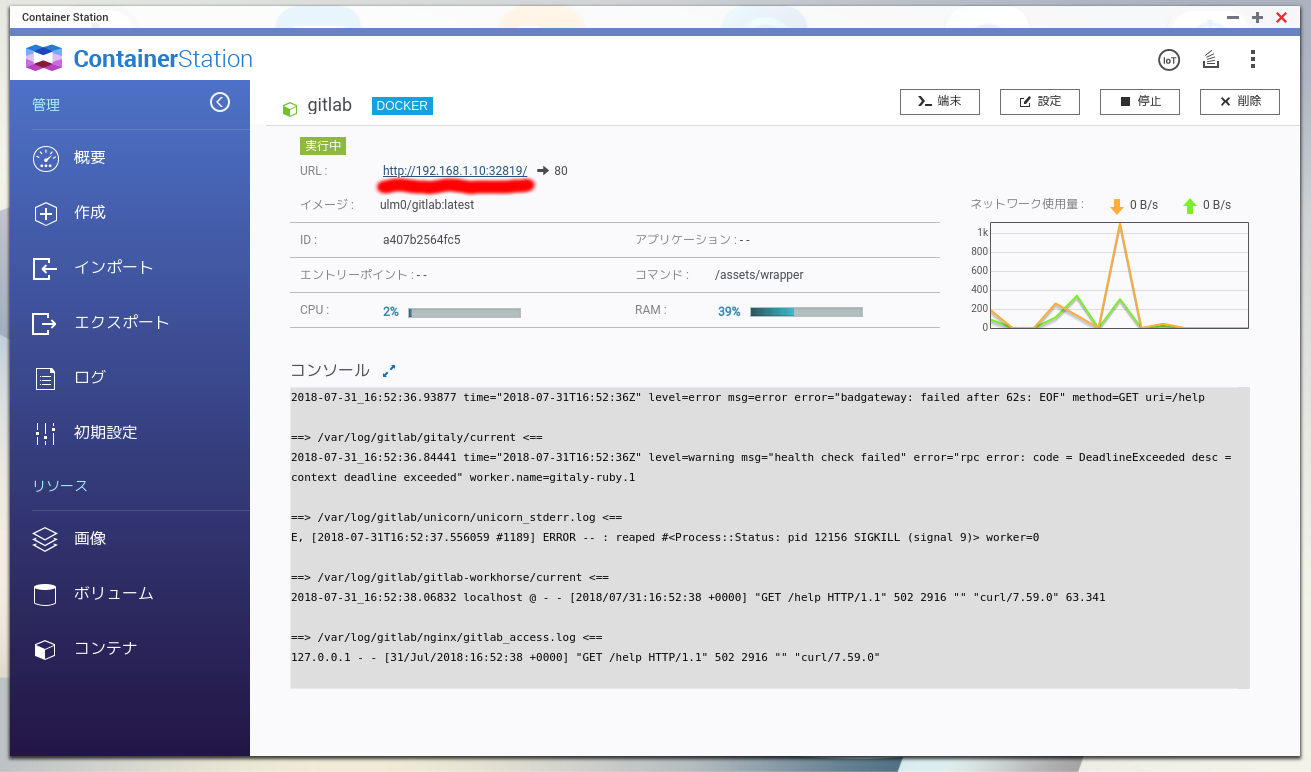 Container Station
ContainerStation
IoT
管理
概要
作成
インポート
エクスポート
ログ
初期設定
リソース
画像
ボリューム
コンテナ
gitlab DOCKER
端末 設定 停止 削除
実行中
URL : http://192.168.1.10:32819/ 80
イメージ : ulm0/gitlab:latest
ID : a407b2564fc5 アプリケーション : - -
エントリーポイント : - - コマンド : /assets/wrapper
CPU : 2% RAM : 39%
ネットワーク使用量 : 0 B/s 0 B/s
1k
800
600
400
200
0
コンソール
2018-07-31_16:52:36.93877 time="2018-07-31T16:52:36Z" level=error msg=error error="badgateway: failed after 62s: EOF" method=GET uri=/help
==> /var/log/gitlab/gitaly/current <==
2018-07-31_16:52:36.84441 time="2018-07-31T16:52:36Z" level=warning msg="health check failed" error="rpc error: code = DeadlineExceeded desc =
context deadline exceeded" worker.name=gitaly-ruby.1
==> /var/log/gitlab/unicorn/unicorn_stderr.log <==
E, [2018-07-31T16:52:37.556059 #1189] ERROR -- : reaped #<Process::Status: pid 12156 SIGKILL (signal 9)> worker=0
==> /var/log/gitlab/gitlab-workhorse/current <==
2018-07-31_16:52:38.06832 localhost @ - - [2018/07/31:16:52:38 +0000] "GET /help HTTP/1.1" 502 2916 "" "curl/7.59.0" 63.341
==> /var/log/gitlab/nginx/gitlab_access.log <==
127.0.0.1 - - [31/Jul/2018:16:52:38 +0000] "GET /help HTTP/1.1" 502 2916 "" "curl/7.59.0"